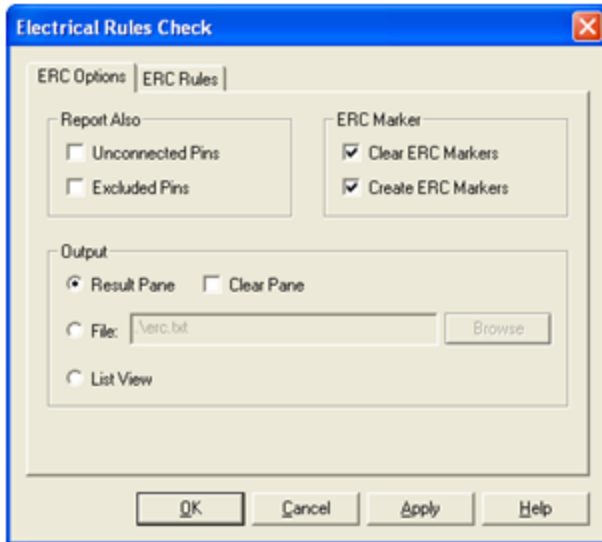 Electrical Rules Check
ERC Options ERC Rules
Report Also
Unconnected Pins
Excluded Pins
ERC Marker
Clear ERC Markers
Create ERC Markers
Output
Result Pane Clear Pane
File: .\erc.txt Browse
List View
OK Cancel Apply Help